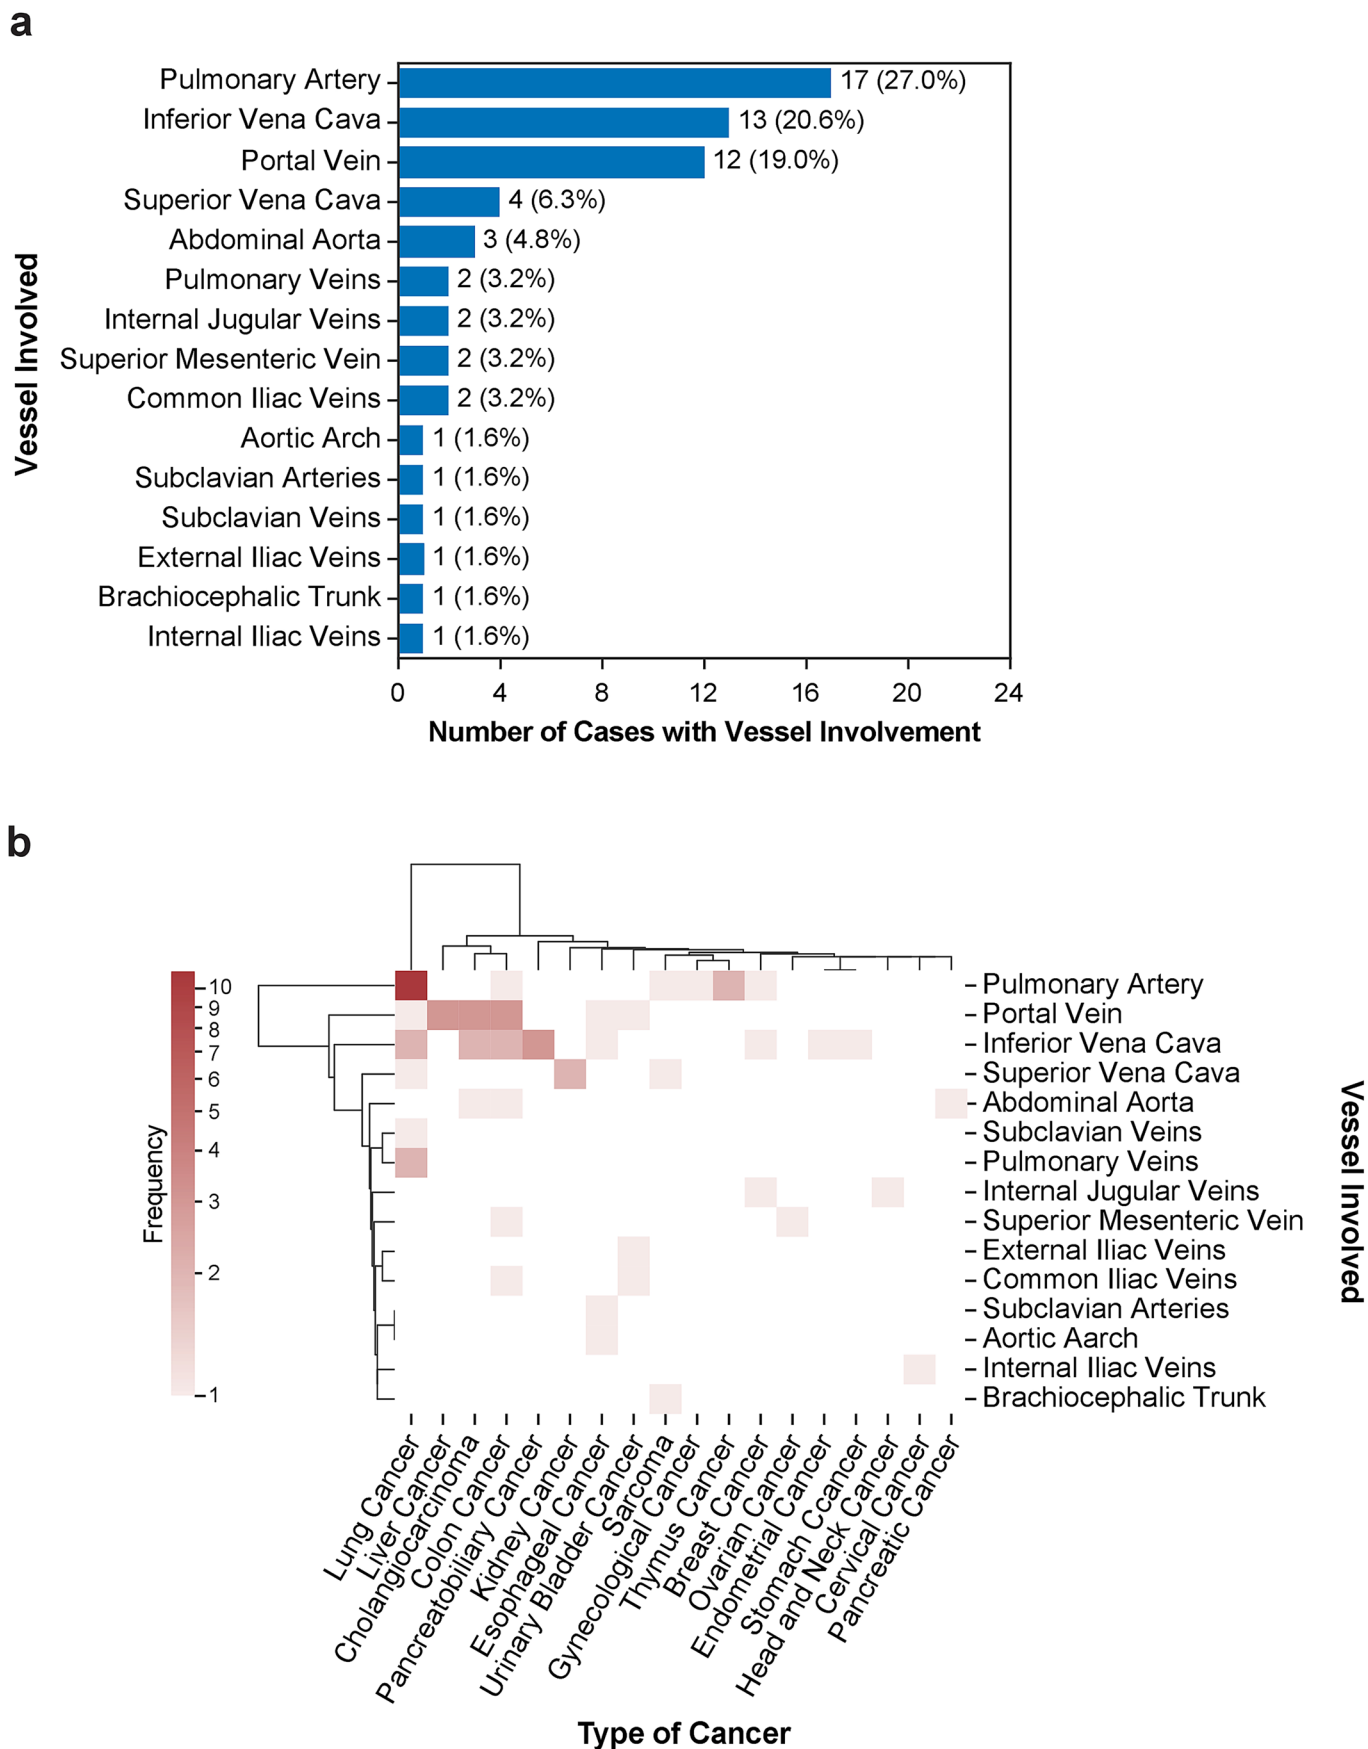 a
Vessel Involved
Pulmonary Artery 17 (27.0%)
Inferior Vena Cava 13 (20.6%)
Portal Vein 12 (19.0%)
Superior Vena Cava 4 (6.3%)
Abdominal Aorta 3 (4.8%)
Pulmonary Veins 2 (3.2%)
Internal Jugular Veins 2 (3.2%)
Superior Mesenteric Vein 2 (3.2%)
Common Iliac Veins 2 (3.2%)
Aortic Arch 1 (1.6%)
Subclavian Arteries 1 (1.6%)
Subclavian Veins 1 (1.6%)
External Iliac Veins 1 (1.6%)
Brachiocephalic Trunk 1 (1.6%)
Internal Iliac Veins 1 (1.6%)
0 4 8 12 16 20 24
Number of Cases with Vessel Involvement
b
Frequency
10
9
8
7
6
5
4
3
2
1
Pulmonary Artery
Portal Vein
Inferior Vena Cava
Superior Vena Cava
Abdominal Aorta
Subclavian Veins
Pulmonary Veins
Internal Jugular Veins
Superior Mesenteric Vein
External Iliac Veins
Common Iliac Veins
Subclavian Arteries
Aortic Aarch
Internal Iliac Veins
Brachiocephalic Trunk
Vessel Involved
Lung Cancer
Liver Cancer
Cholangiocarcinoma
Colon Cancer
Pancreatobiliary Cancer
Kidney Cancer
Esophageal Cancer
Urinary Bladder Cancer
Sarcoma
Gynecological Cancer
Thymus Cancer
Breast Cancer
Ovarian Cancer
Endometrial Cancer
Stomach Ccancer
Head and Neck Cancer
Cervical Cancer
Pancreatic Cancer
Type of Cancer